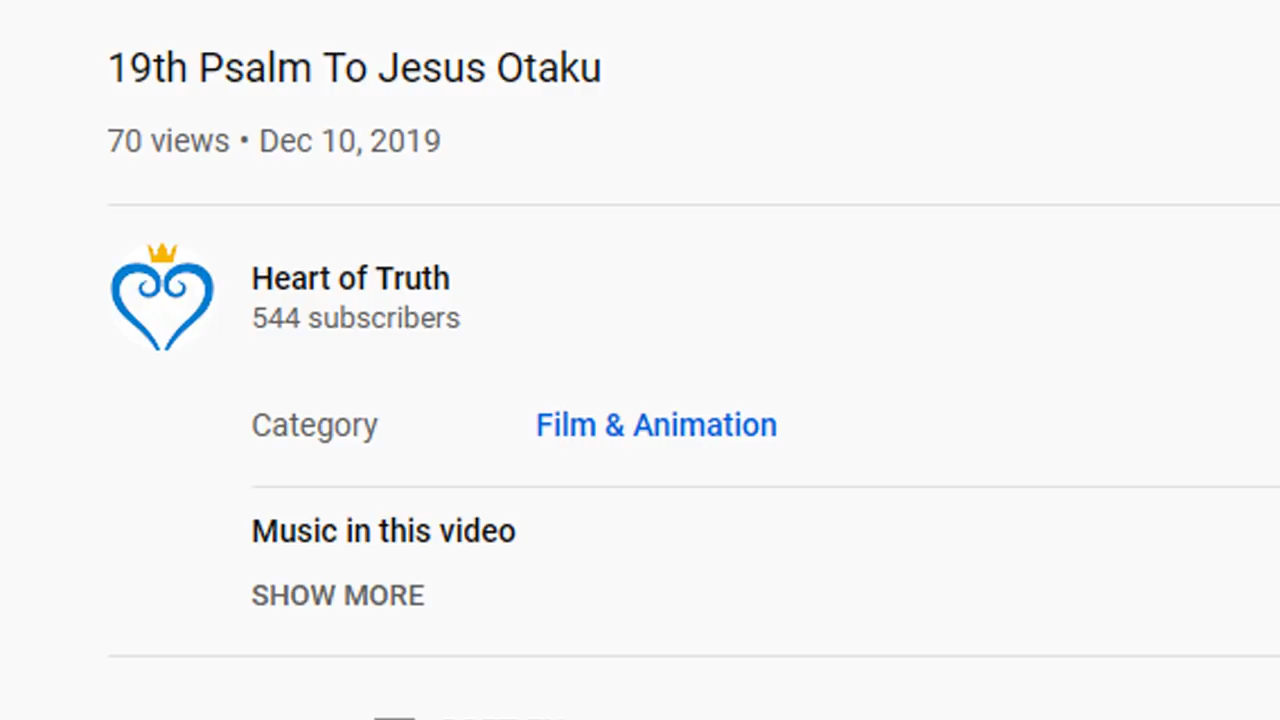 19th Psalm To Jesus Otaku
70 views • Dec 10, 2019
Heart of Truth
544 subscribers
Category Film & Animation
Music in this video
SHOW MORE